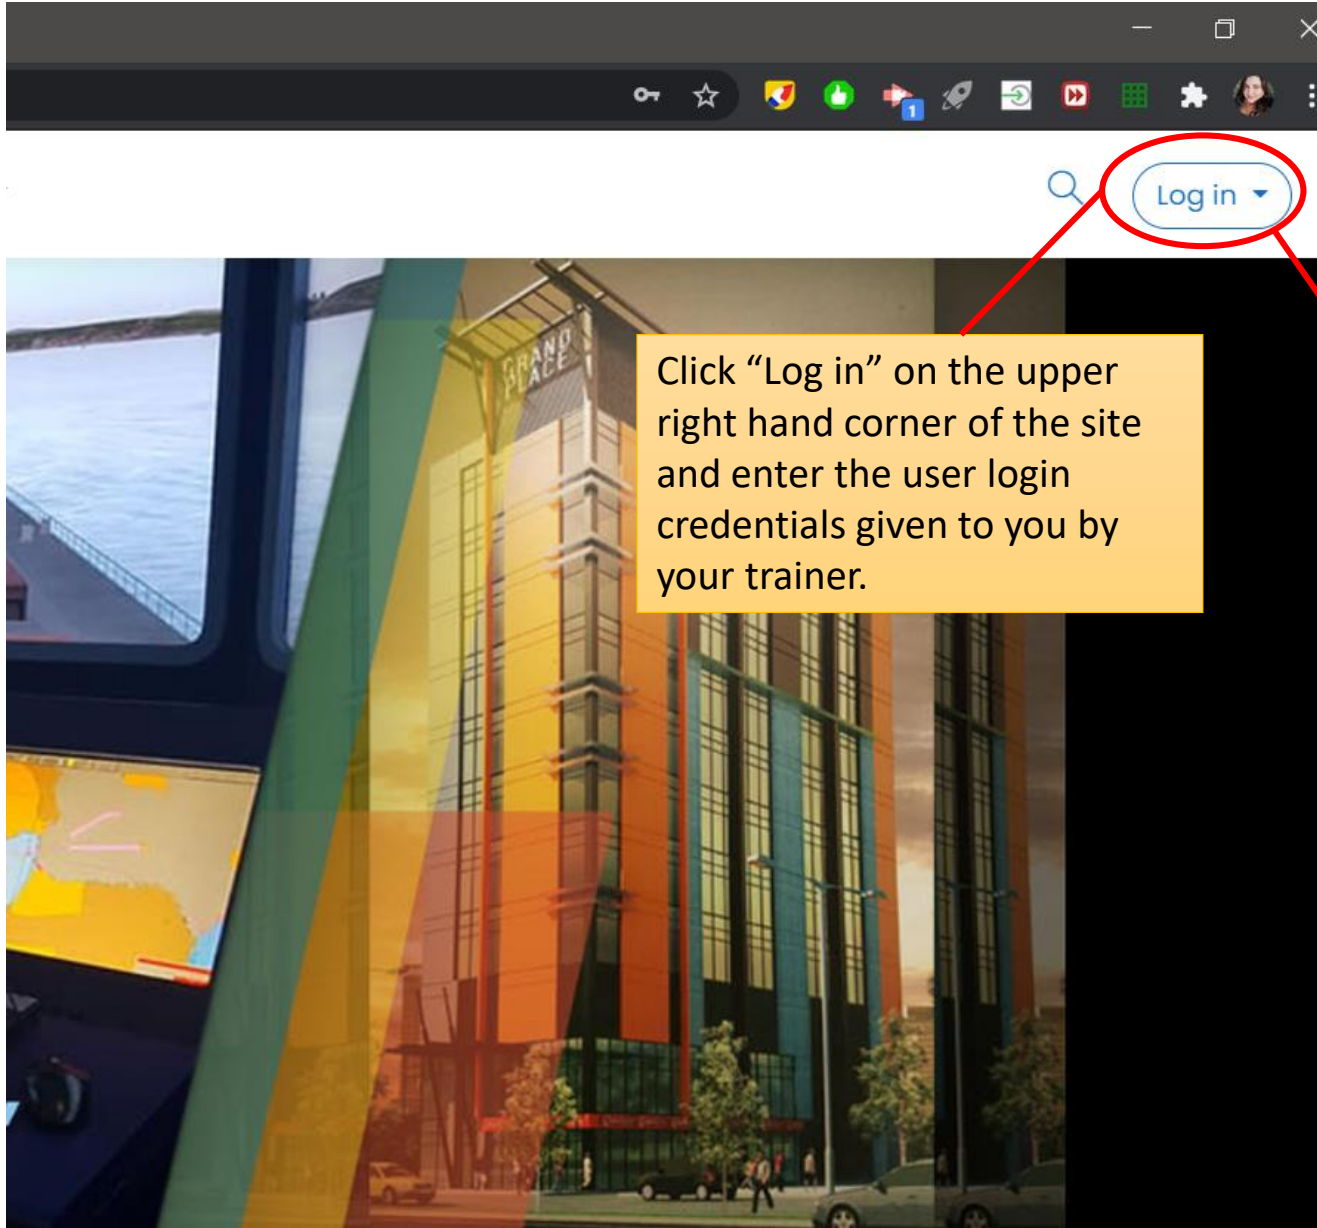 1
Log in
GRAND
PLACE
Click “Log in” on the upper
right hand corner of the site
and enter the user login
credentials given to you by
your trainer.